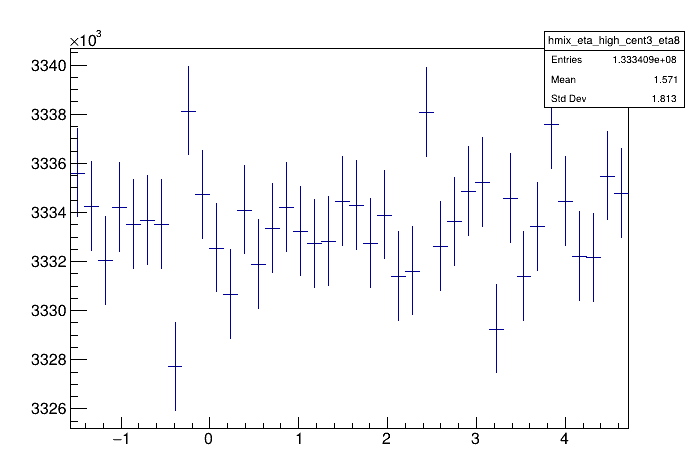 ×10³
hmix_eta_high_cent3_eta8
Entries 1.333409e+08
Mean 1.571
Std Dev 1.813
3340
3338
3336
3334
3332
3330
3328
3326
−1 0 1 2 3 4